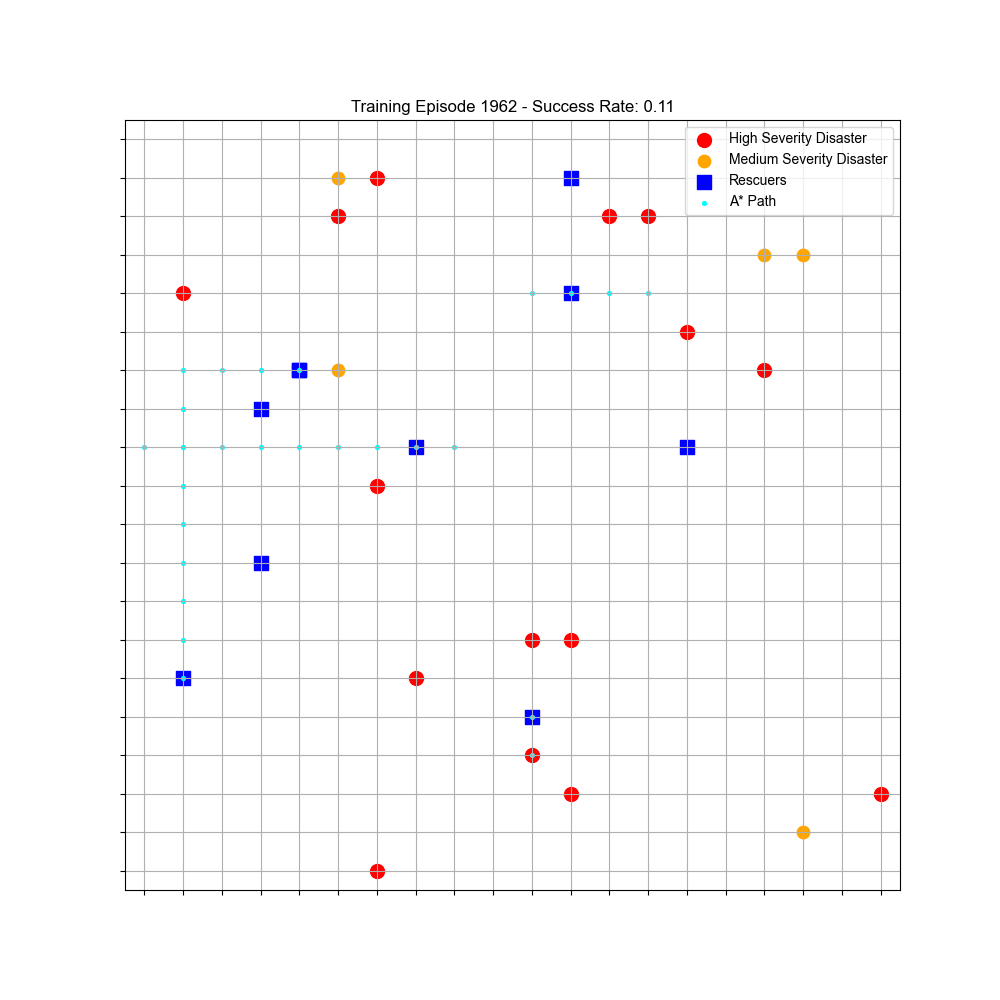 Training Episode 1962 - Success Rate: 0.11
High Severity Disaster
Medium Severity Disaster
Rescuers
A* Path